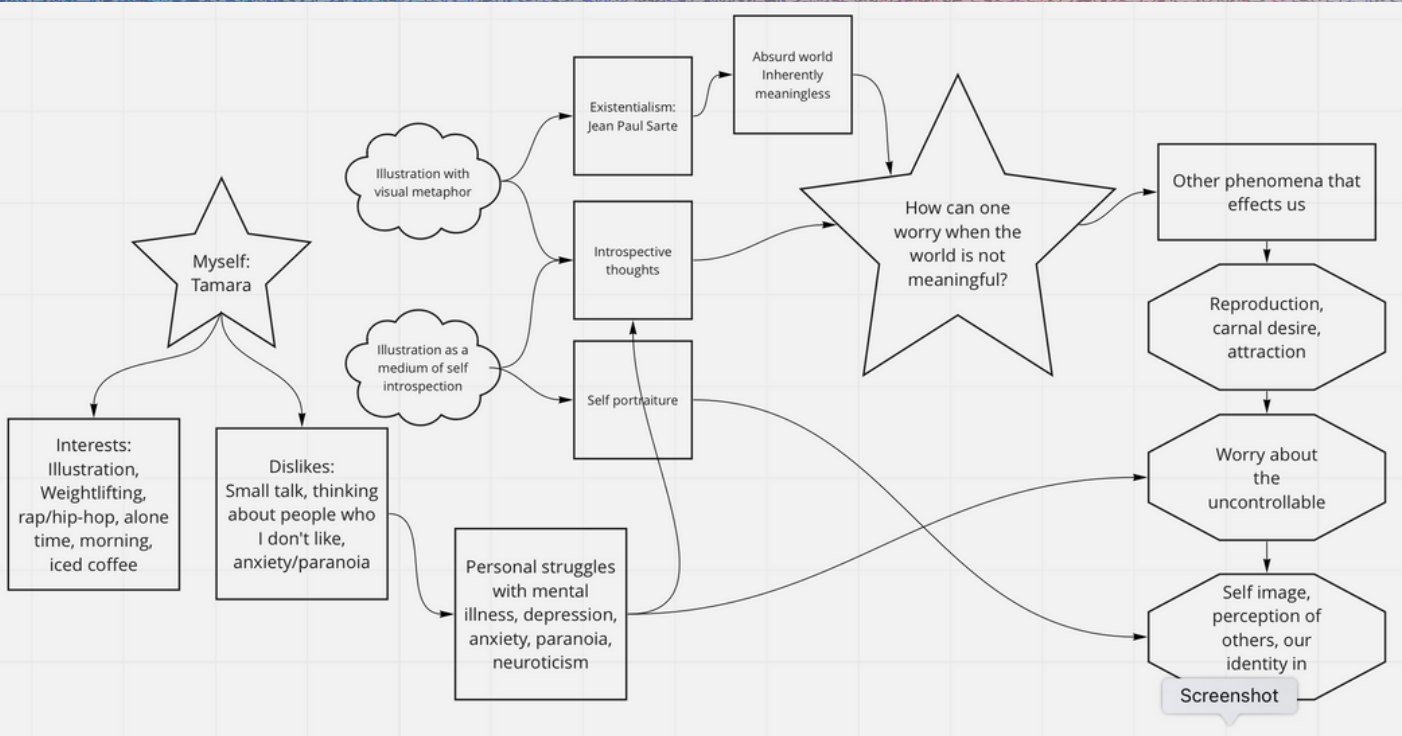 Myself:
Tamara
Interests:
Illustration,
Weightlifting,
rap/hip-hop, alone
time, morning,
iced coffee
Dislikes:
Small talk, thinking
about people who
I don't like,
anxiety/paranoia
Personal struggles
with mental
illness, depression,
anxiety, paranoia,
neuroticism
Illustration with
visual metaphor
Illustration as a
medium of self
introspection
Existentialism:
Jean Paul Sarte
Introspective
thoughts
Self portraiture
Absurd world
Inherently
meaningless
How can one
worry when the
world is not
meaningful?
Other phenomena that
effects us
Reproduction,
carnal desire,
attraction
Worry about
the
uncontrollable
Self image,
perception of
others, our
identity in
Screenshot